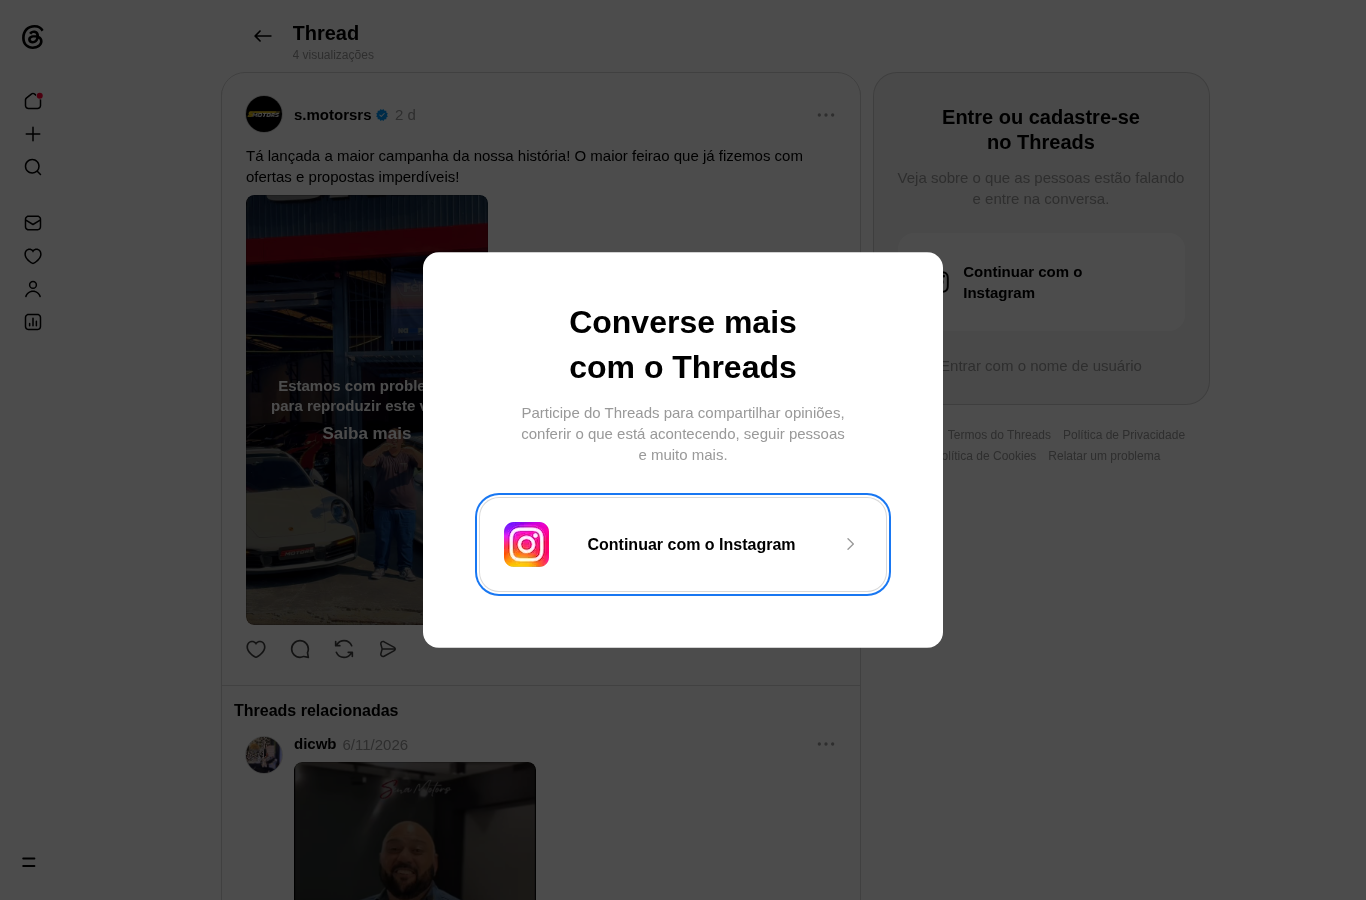 Thread
4 visualizações
s.motorsrs 2 d
Tá lançada a maior campanha da nossa história! O maior feirao que já fizemos com
ofertas e propostas imperdíveis!
Estamos com proble
para reproduzir este v
Saiba mais
Threads relacionadas
dicwb 6/11/2026
Converse mais
com o Threads
Participe do Threads para compartilhar opiniões,
conferir o que está acontecendo, seguir pessoas
e muito mais.
Continuar com o Instagram
Entre ou cadastre-se
no Threads
Veja sobre o que as pessoas estão falando
e entre na conversa.
Continuar com o
Instagram
Entrar com o nome de usuário
Termos do Threads Política de Privacidade
olítica de Cookies Relatar um problema